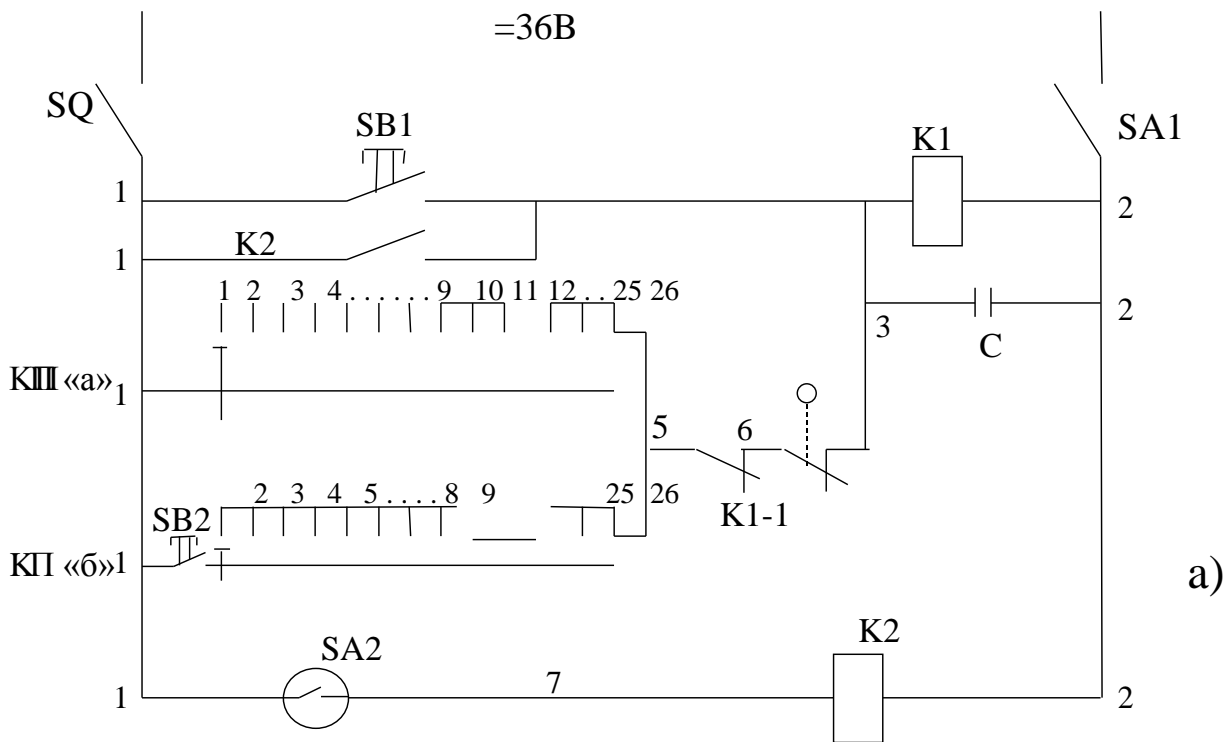 =36В
SQ
SB1
K1
SA1
1
2
1
K2
1 2 3 4 . . . . . . 9 10 11 12 . . 25 26
3
2
C
КП «а» 1
5
6
2 3 4 5 . . . . 8 9 25 26
K1-1
SB2
КП «б» 1
а)
SA2
K2
1
7
2